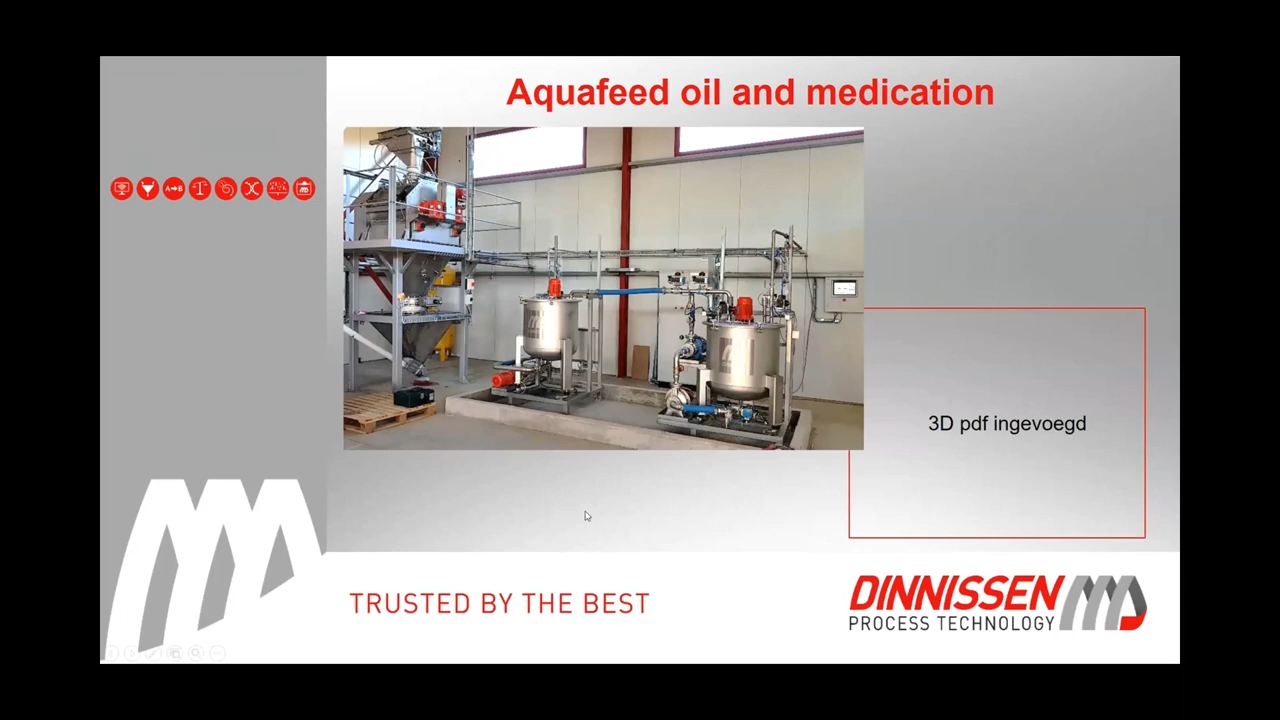 Aquafeed oil and medication
A B
3D pdf ingevoegd
TRUSTED BY THE BEST
DINNISSEN
PROCESS TECHNOLOGY